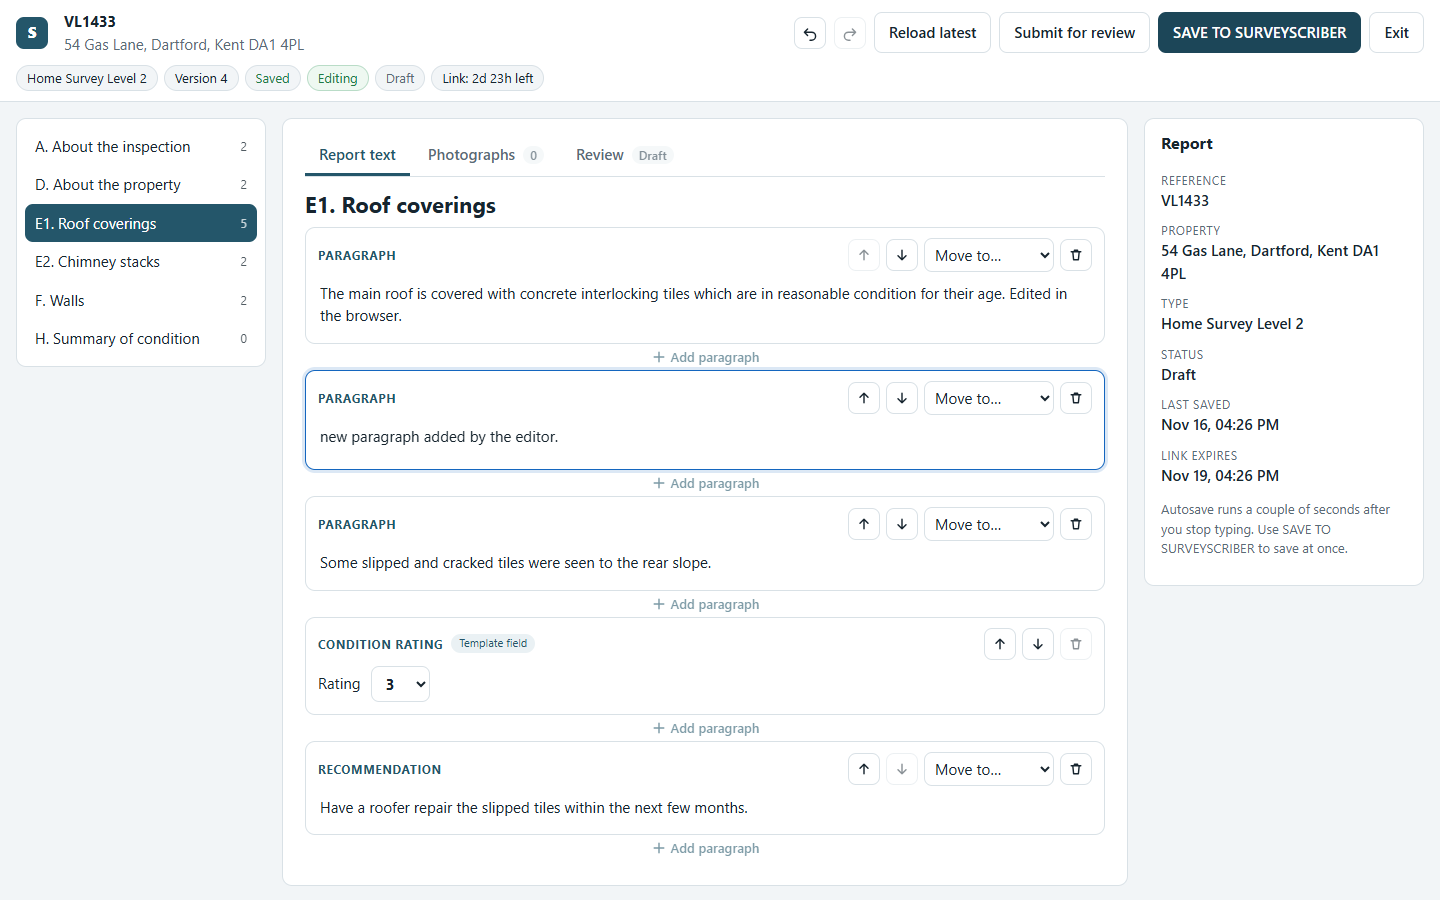 S
VL1433
54 Gas Lane, Dartford, Kent DA1 4PL
Reload latest
Submit for review
SAVE TO SURVEYSCRIBER
Exit
Home Survey Level 2
Version 4
Saved
Editing
Draft
Link: 2d 23h left
A. About the inspection 2
D. About the property 2
E1. Roof coverings 5
E2. Chimney stacks 2
F. Walls 2
H. Summary of condition 0
Report text
Photographs 0
Review Draft
E1. Roof coverings
PARAGRAPH
Move to...
The main roof is covered with concrete interlocking tiles which are in reasonable condition for their age. Edited in
the browser.
+ Add paragraph
PARAGRAPH
Move to...
new paragraph added by the editor.
+ Add paragraph
PARAGRAPH
Move to...
Some slipped and cracked tiles were seen to the rear slope.
+ Add paragraph
CONDITION RATING Template field
Rating 3
+ Add paragraph
RECOMMENDATION
Move to...
Have a roofer repair the slipped tiles within the next few months.
+ Add paragraph
Report
REFERENCE
VL1433
PROPERTY
54 Gas Lane, Dartford, Kent DA1
4PL
TYPE
Home Survey Level 2
STATUS
Draft
LAST SAVED
Nov 16, 04:26 PM
LINK EXPIRES
Nov 19, 04:26 PM
Autosave runs a couple of seconds after
you stop typing. Use SAVE TO
SURVEYSCRIBER to save at once.